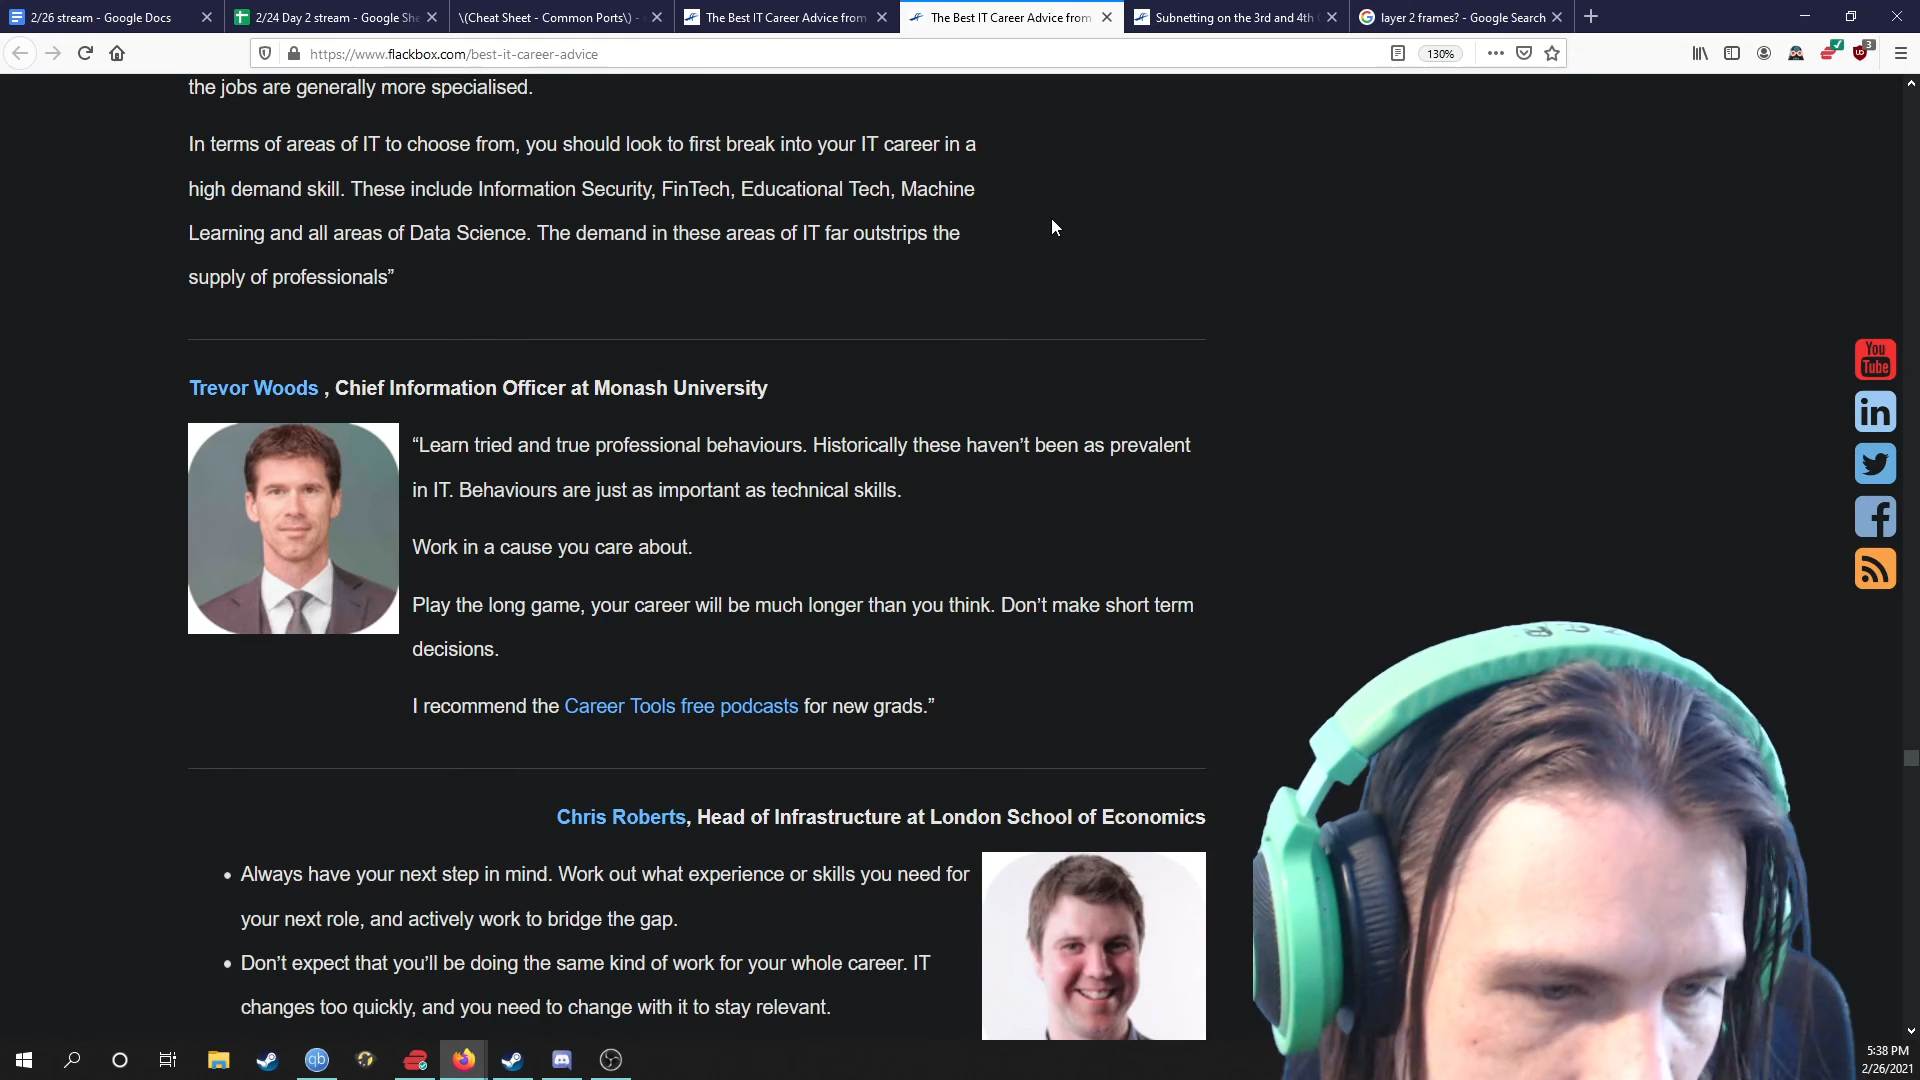 2/26 stream - Google Docs
2/24 Day 2 stream - Google She
\(Cheat Sheet - Common Ports\) -
The Best IT Career Advice from
The Best IT Career Advice from
Subnetting on the 3rd and 4th
layer 2 frames? - Google Search
https://www.flackbox.com/best-it-career-advice
130%
3
the jobs are generally more specialised.
In terms of areas of IT to choose from, you should look to first break into your IT career in a
high demand skill. These include Information Security, FinTech, Educational Tech, Machine
Learning and all areas of Data Science. The demand in these areas of IT far outstrips the
supply of professionals”
Trevor Woods , Chief Information Officer at Monash University
“Learn tried and true professional behaviours. Historically these haven’t been as prevalent
in IT. Behaviours are just as important as technical skills.
Work in a cause you care about.
Play the long game, your career will be much longer than you think. Don’t make short term
decisions.
I recommend the Career Tools free podcasts for new grads.”
Chris Roberts, Head of Infrastructure at London School of Economics
Always have your next step in mind. Work out what experience or skills you need for
your next role, and actively work to bridge the gap.
Don’t expect that you’ll be doing the same kind of work for your whole career. IT
changes too quickly, and you need to change with it to stay relevant.
You
Tube
in
qb
5:38 PM
2/26/2021